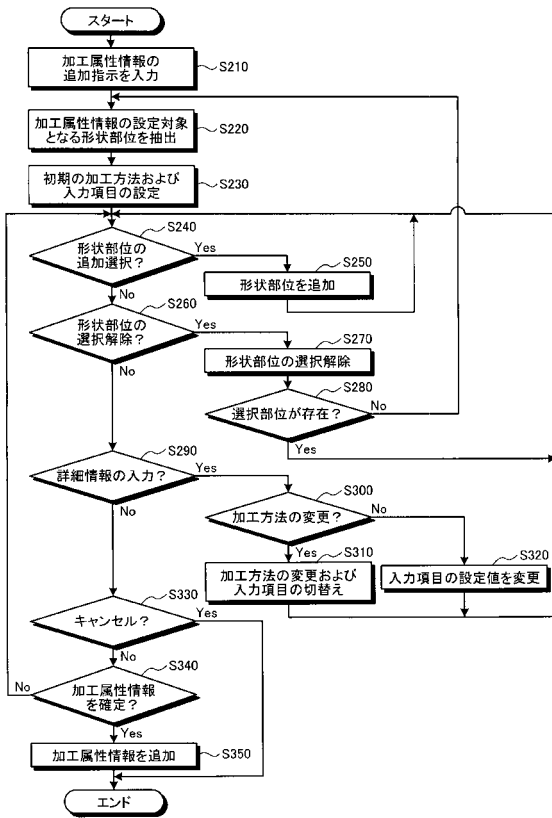 スタート
加工属性情報の
追加指示を入力
S210
加工属性情報の設定対象
となる形状部位を抽出
S220
初期の加工方法および
入力項目の設定
S230
形状部位の
追加選択？
S240
Yes
No
形状部位を追加
S250
形状部位の
選択解除？
S260
Yes
No
形状部位の選択解除
S270
選択部位が存在？
S280
No
Yes
詳細情報の入力？
S290
Yes
No
加工方法の変更？
S300
No
Yes
加工方法の変更および
入力項目の切替え
S310
入力項目の設定値を変更
S320
キャンセル？
S330
Yes
No
加工属性情報
を確定？
S340
No
Yes
加工属性情報を追加
S350
エンド